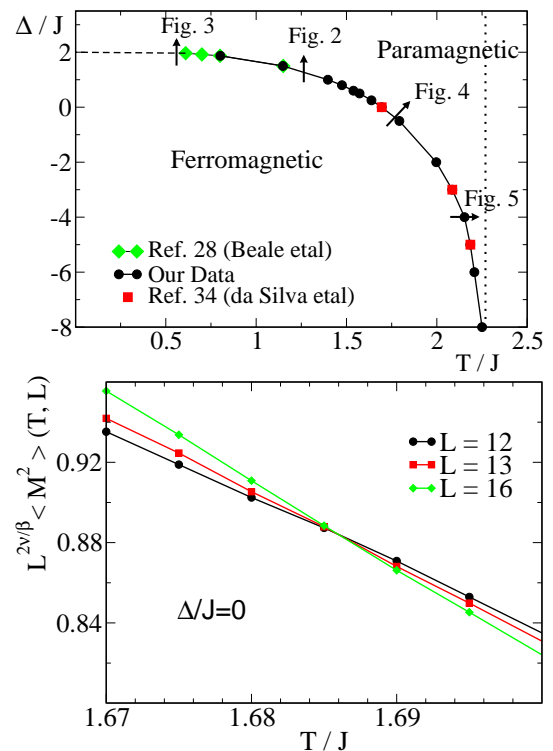 Δ / J
Fig. 3
Fig. 2
Paramagnetic
Fig. 4
Ferromagnetic
Fig. 5
Ref. 28 (Beale etal)
Our Data
Ref. 34 (da Silva etal)
2
0
-2
-4
-6
-8
0.5
1
1.5
2
2.5
T / J
L^{2ν/β} < M^2 > (T, L)
0.92
0.88
0.84
L = 12
L = 13
L = 16
Δ/J=0
1.67
1.68
1.69
T / J